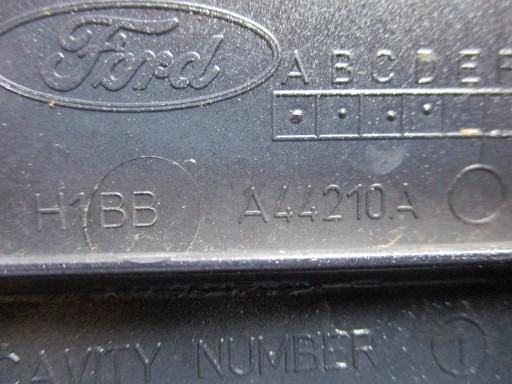 Ford
A B C D E F
H1BB A44210A
CAVITY NUMBER 1